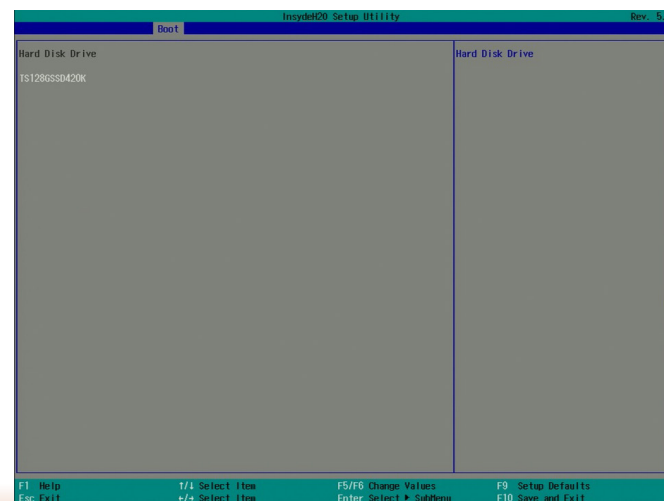 InsydeH20 Setup Utility Rev. 5.
Boot
Hard Disk Drive
Hard Disk Drive
TS128GSSD420K
F1 Help ↑/↓ Select Item F5/F6 Change Values F9 Setup Defaults
Esc Exit ←/→ Select Item Enter Select ▶ SubMenu F10 Save and Exit